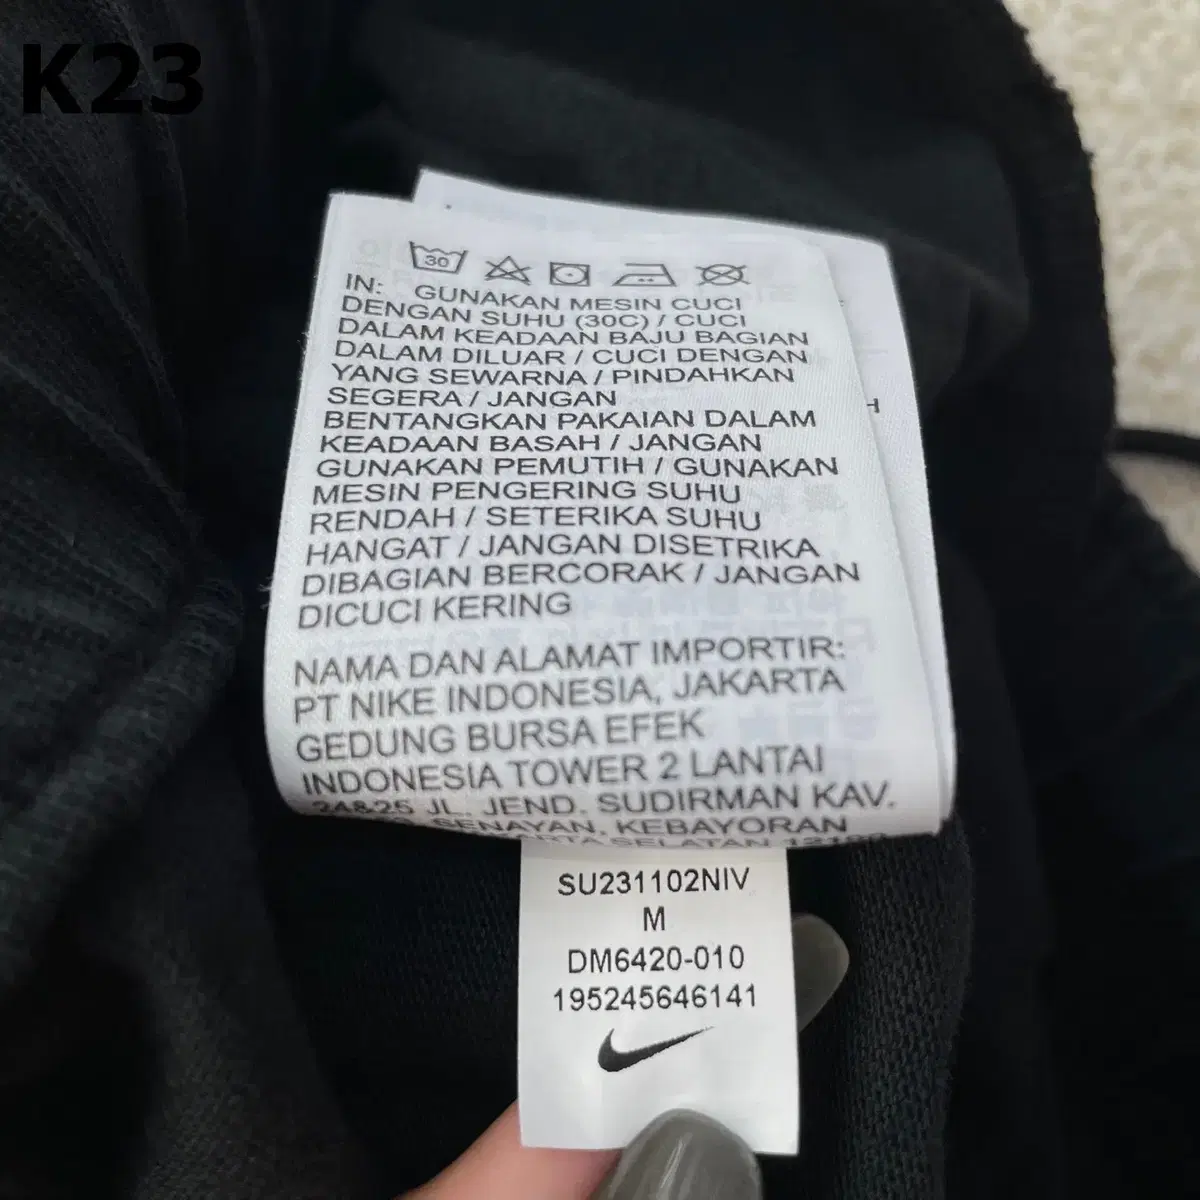 K23
30
IN: GUNAKAN MESIN CUCI
DENGAN SUHU (30C) / CUCI
DALAM KEADAAN BAJU BAGIAN
DALAM DILUAR / CUCI DENGAN
YANG SEWARNA / PINDAHKAN
SEGERA / JANGAN
BENTANGKAN PAKAIAN DALAM
KEADAAN BASAH / JANGAN
GUNAKAN PEMUTIH / GUNAKAN
MESIN PENGERING SUHU
RENDAH / SETERIKA SUHU
HANGAT / JANGAN DISETRIKA
DIBAGIAN BERCORAK / JANGAN
DICUCI KERING
NAMA DAN ALAMAT IMPORTIR:
PT NIKE INDONESIA, JAKARTA
GEDUNG BURSA EFEK
INDONESIA TOWER 2 LANTAI
24&25 JL. JEND. SUDIRMAN KAV.
SENAYAN, KEBAYORAN
SELATAN
H
SU231102NIV
M
DM6420-010
195245646141